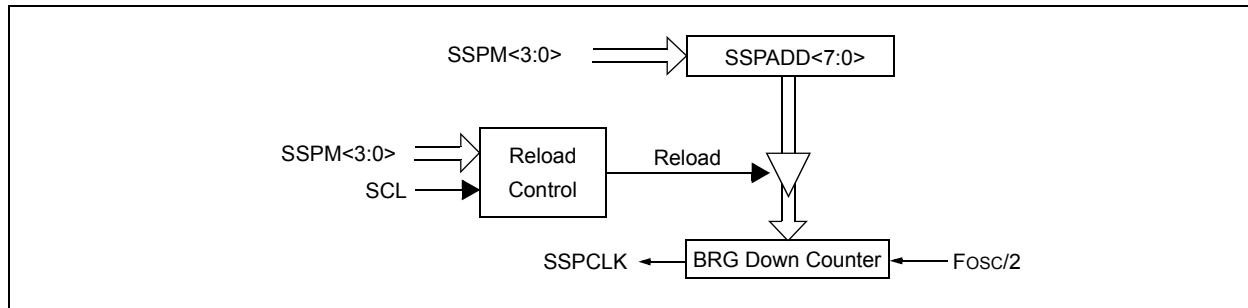 SSPM<3:0>
SSPADD<7:0>
SSPM<3:0>
Reload
Control
Reload
SCL
SSPCLK
BRG Down Counter
FOSC/2